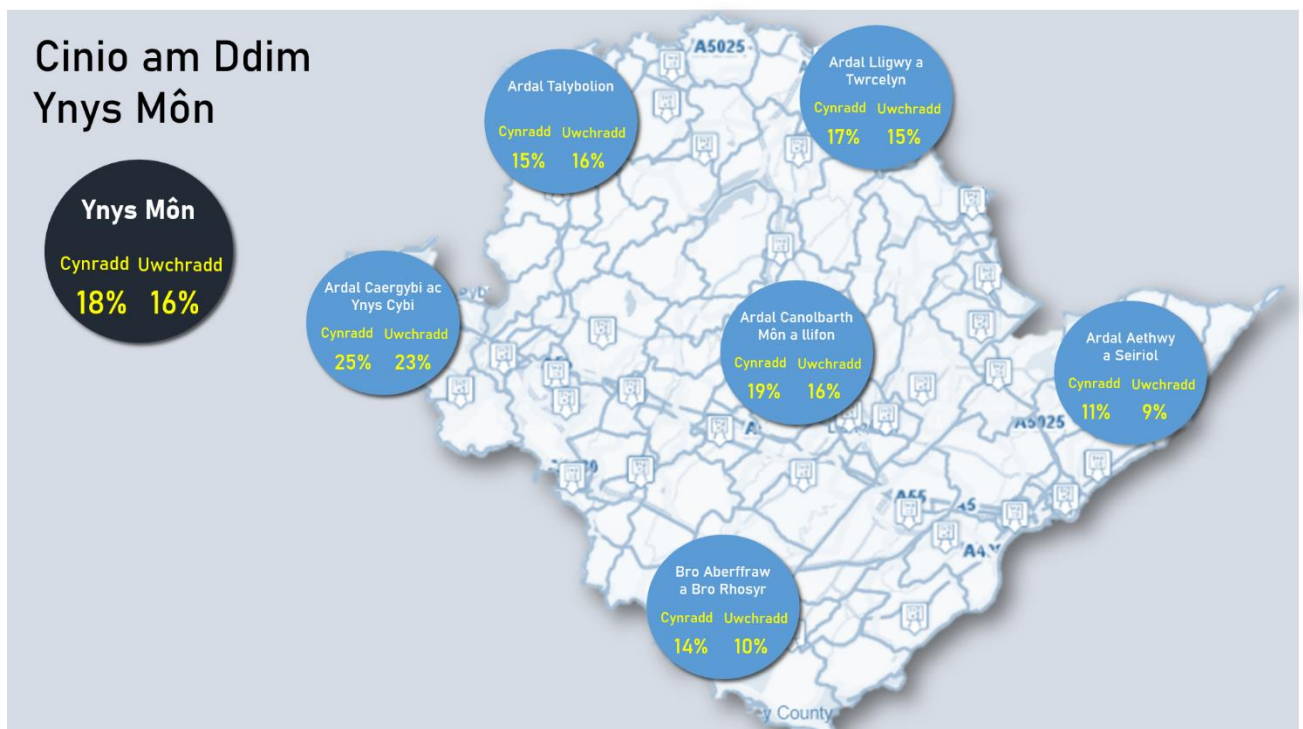 Cinio am Ddim
Ynys Môn
Ynys Môn
Cynradd Uwchradd
18% 16%
Ardal Talybolion
Cynradd Uwchradd
15% 16%
A5025
Ardal Lligwy a
Twrcelyn
Cynradd Uwchradd
17% 15%
Ardal Caergybi ac
Ynys Cybi
Cynradd Uwchradd
25% 23%
Ardal Canolbarth
Môn a llifon
Cynradd Uwchradd
19% 16%
Ardal Aethwy
a Seiriol
Cynradd Uwchradd
11% 9%
A5025
A55
A5
Bro Aberffraw
a Bro Rhosyr
Cynradd Uwchradd
14% 10%
County